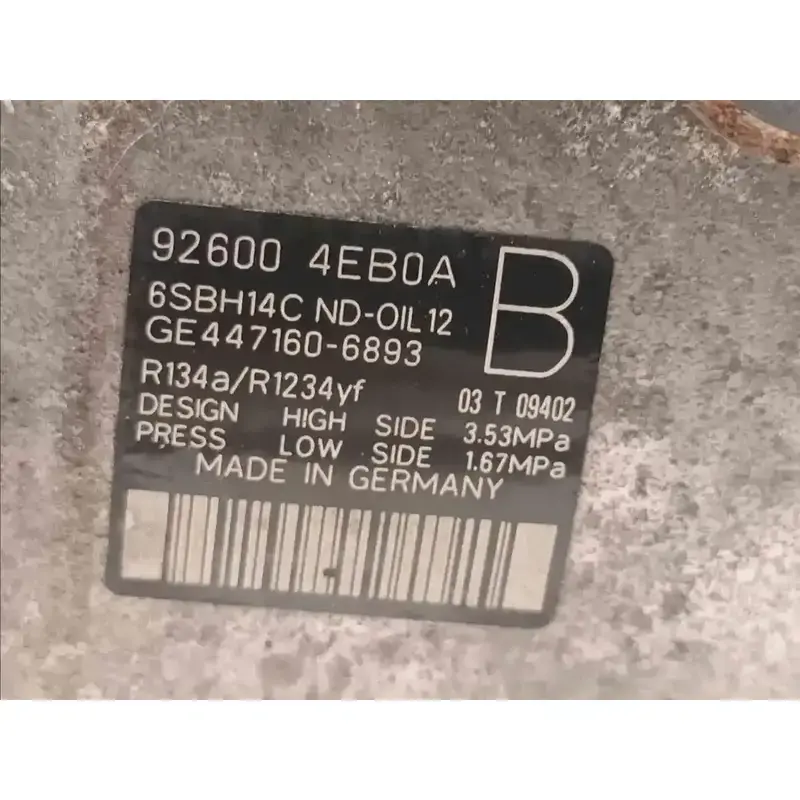 92600 4EB0A B
6SBH14C ND-OIL12
GE447160-6893
R134a/R1234yf 03 T 09402
DESIGN HIGH SIDE 3.53MPa
PRESS LOW SIDE 1.67MPa
MADE IN GERMANY